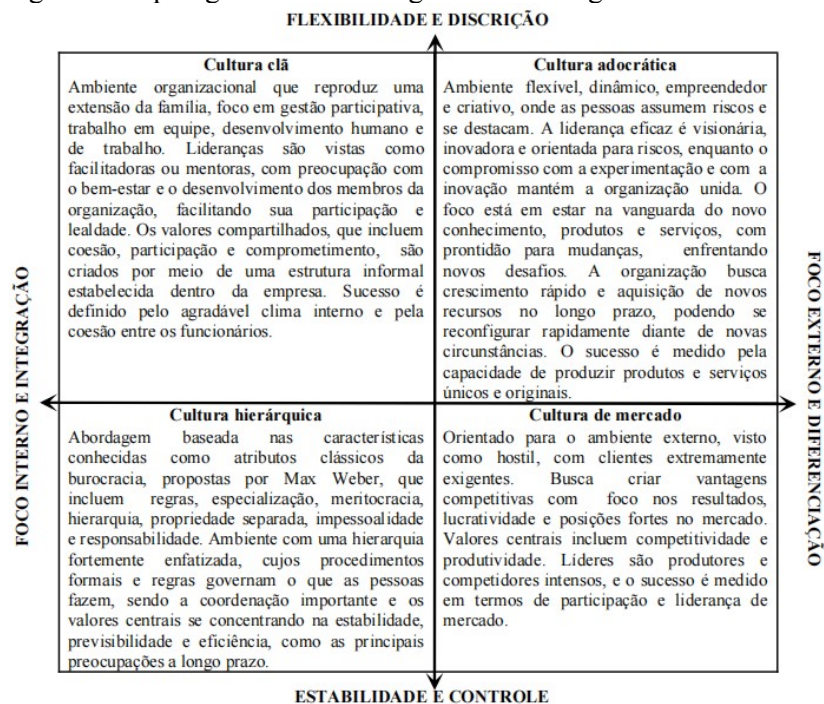 FLEXIBILIDADE E DISCRIÇÃO
Cultura clã
Ambiente organizacional que reproduz uma
extensão da família, foco em gestão participativa,
trabalho em equipe, desenvolvimento humano e
de trabalho. Lideranças são vistas como
facilitadoras ou mentoras, com preocupação com
o bem-estar e o desenvolvimento dos membros da
organização, facilitando sua participação e
lealdade. Os valores compartilhados, que incluem
coesão, participação e comprometimento, são
criados por meio de uma estrutura informal
estabelecida dentro da empresa. Sucesso é
definido pelo agradável clima interno e pela
coesão entre os funcionários.
Cultura adocrática
Ambiente flexível, dinâmico, empreendedor
e criativo, onde as pessoas assumem riscos e
se destacam. A liderança eficaz é visionária,
inovadora e orientada para riscos, enquanto o
compromisso com a experimentação e com a
inovação mantém a organização unida. O
foco está em estar na vanguarda do novo
conhecimento, produtos e serviços, com
prontidão para mudanças, enfrentando
novos desafios. A organização busca
crescimento rápido e aquisição de novos
recursos no longo prazo, podendo se
reconfigurar rapidamente diante de novas
circunstâncias. O sucesso é medido pela
capacidade de produzir produtos e serviços
únicos e originais.
FOCO INTERNO E INTEGRAÇÃO
FOCO EXTERNO E DIFERENCIAÇÃO
Cultura hierárquica
Abordagem baseada nas características
conhecidas como atributos clássicos da
burocracia, propostas por Max Weber, que
incluem regras, especialização, meritocracia,
hierarquia, propriedade separada, impessoalidade
e responsabilidade. Ambiente com uma hierarquia
fortemente enfatizada, cujos procedimentos
formais e regras governam o que as pessoas
fazem, sendo a coordenação importante e os
valores centrais se concentrando na estabilidade,
previsibilidade e eficiência, como as principais
preocupações a longo prazo.
Cultura de mercado
Orientado para o ambiente externo, visto
como hostil, com clientes extremamente
exigentes. Busca criar vantagens
competitivas com foco nos resultados,
lucratividade e posições fortes no mercado.
Valores centrais incluem competitividade e
produtividade. Líderes são produtores e
competidores intensos, e o sucesso é medido
em termos de participação e liderança de
mercado.
ESTABILIDADE E CONTROLE